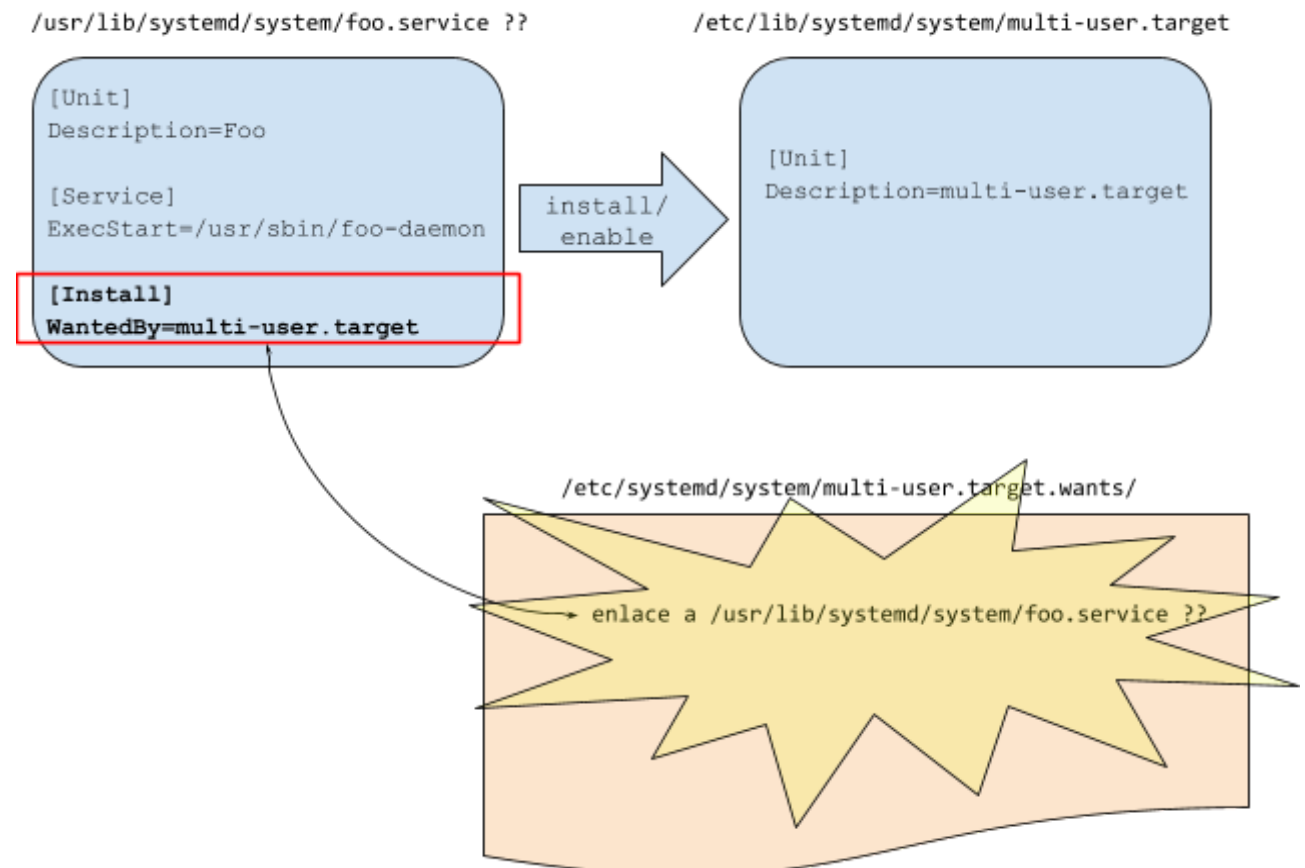 /usr/lib/systemd/system/foo.service ??
/etc/lib/systemd/system/multi-user.target
[Unit]
Description=Foo
[Service]
ExecStart=/usr/sbin/foo-daemon
[Install]
WantedBy=multi-user.target
install/
enable
[Unit]
Description=multi-user.target
/etc/systemd/system/multi-user.target.wants/
enlace a /usr/lib/systemd/system/foo.service ??